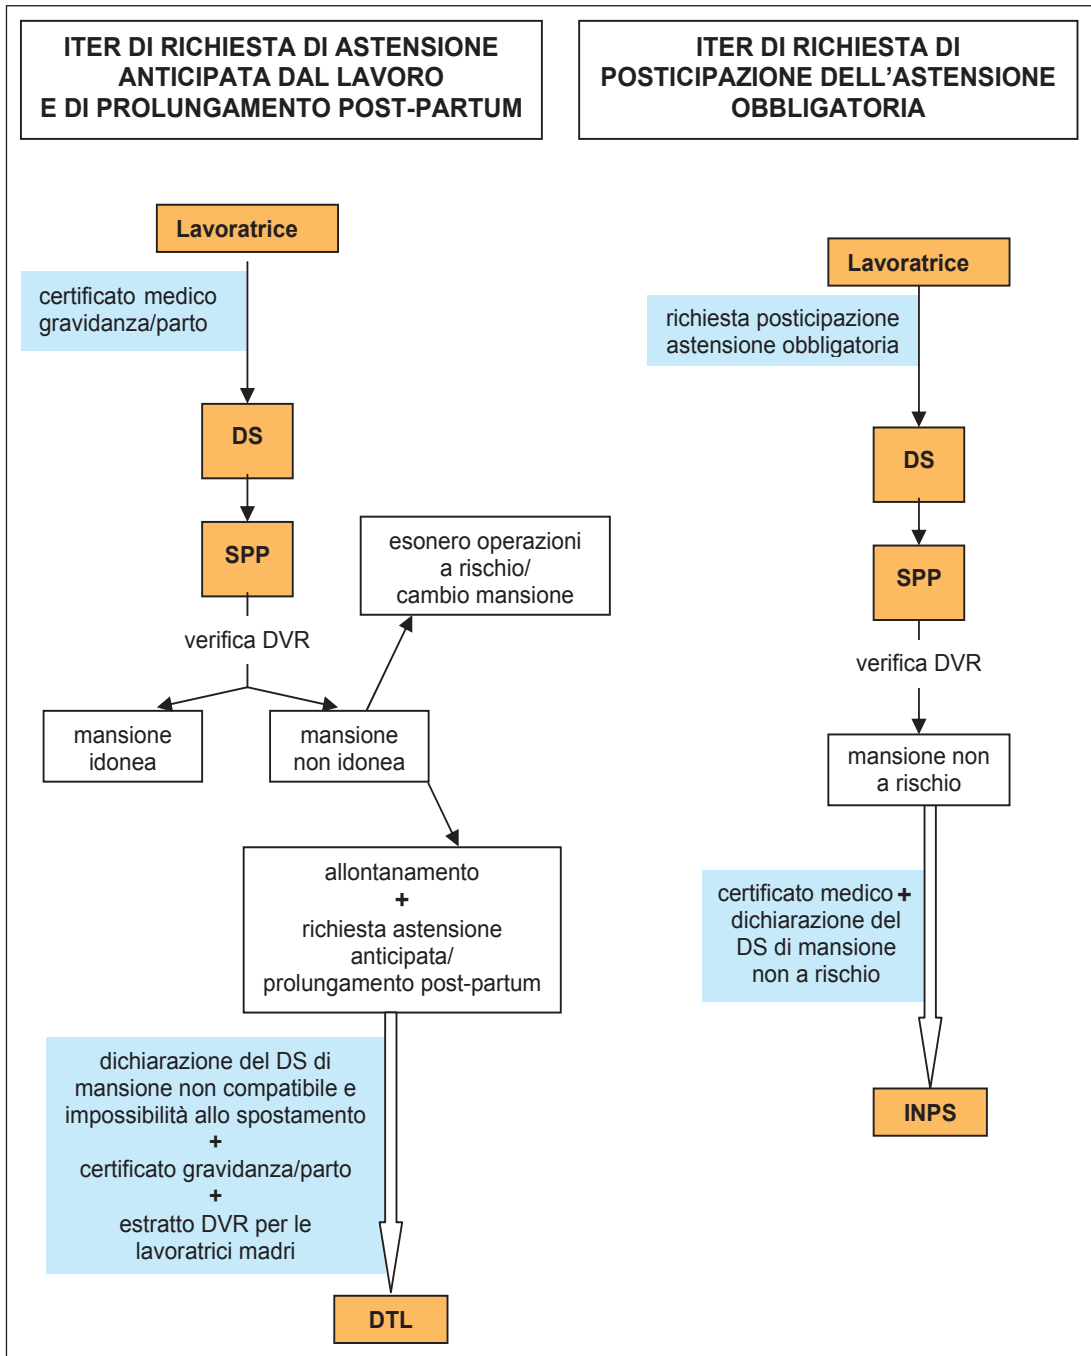 ITER DI RICHIESTA DI ASTENSIONE
ANTICIPATA DAL LAVORO
E DI PROLUNGAMENTO POST-PARTUM
Lavoratrice
certificato medico
gravidanza/parto
DS
SPP
verifica DVR
esonero operazioni
a rischio/
cambio mansione
mansione
idonea
mansione
non idonea
allontanamento
+
richiesta astensione
anticipata/
prolungamento post-partum
dichiarazione del DS di
mansione non compatibile e
impossibilità allo spostamento
+
certificato gravidanza/parto
+
estratto DVR per le
lavoratrici madri
DTL
ITER DI RICHIESTA DI
POSTICIPAZIONE DELL’ASTENSIONE
OBBLIGATORIA
Lavoratrice
richiesta posticipazione
astensione obbligatoria
DS
SPP
verifica DVR
mansione non
a rischio
certificato medico +
dichiarazione del
DS di mansione
non a rischio
INPS